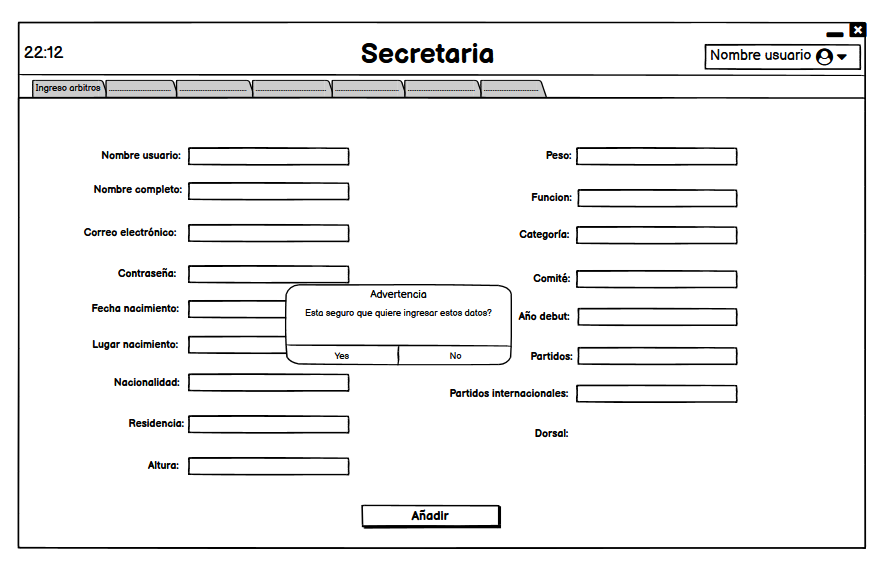 22:12
Secretaria
Nombre usuario
Ingreso arbitros
Nombre usuario:
Nombre completo:
Correo electrónico:
Contraseña:
Fecha nacimiento:
Lugar nacimiento:
Nacionalidad:
Residencia:
Altura:
Peso:
Funcion:
Categoría:
Comité:
Año debut:
Partidos:
Partidos internacionales:
Dorsal:
Advertencia
Esta seguro que quiere ingresar estos datos?
Yes
No
Añadir